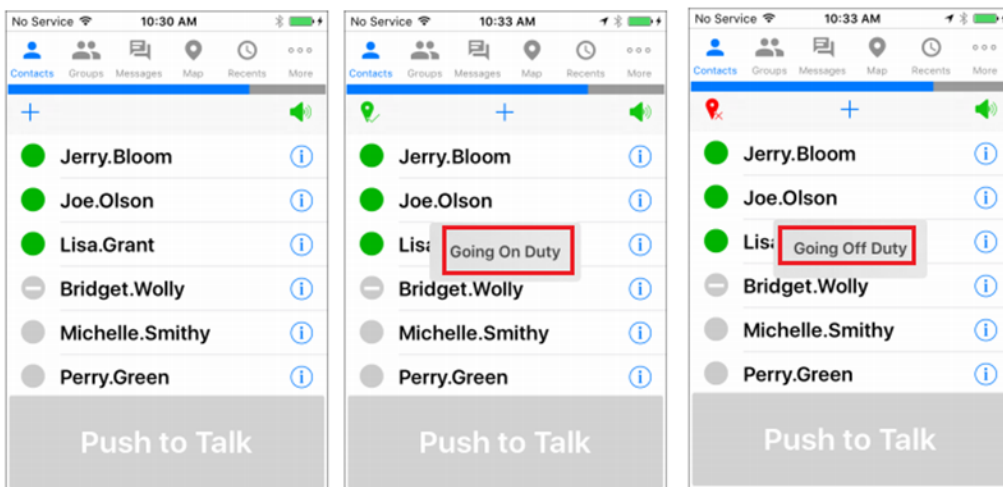 No Service 10:30 AM
Contacts Groups Messages Map Recents More
Jerry.Bloom
Joe.Olson
Lisa.Grant
Bridget.Wolly
Michelle.Smithy
Perry.Green
Push to Talk
No Service 10:33 AM
Contacts Groups Messages Map Recents More
Jerry.Bloom
Joe.Olson
Going On Duty
Bridget.Wolly
Michelle.Smithy
Perry.Green
Push to Talk
No Service 10:33 AM
Contacts Groups Messages Map Recents More
Jerry.Bloom
Joe.Olson
Going Off Duty
Bridget.Wolly
Michelle.Smithy
Perry.Green
Push to Talk